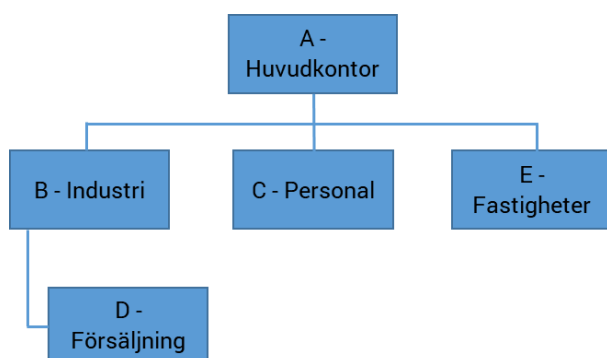 A -
Huvudkontor
B - Industri
C - Personal
E -
Fastigheter
D -
Försäljning